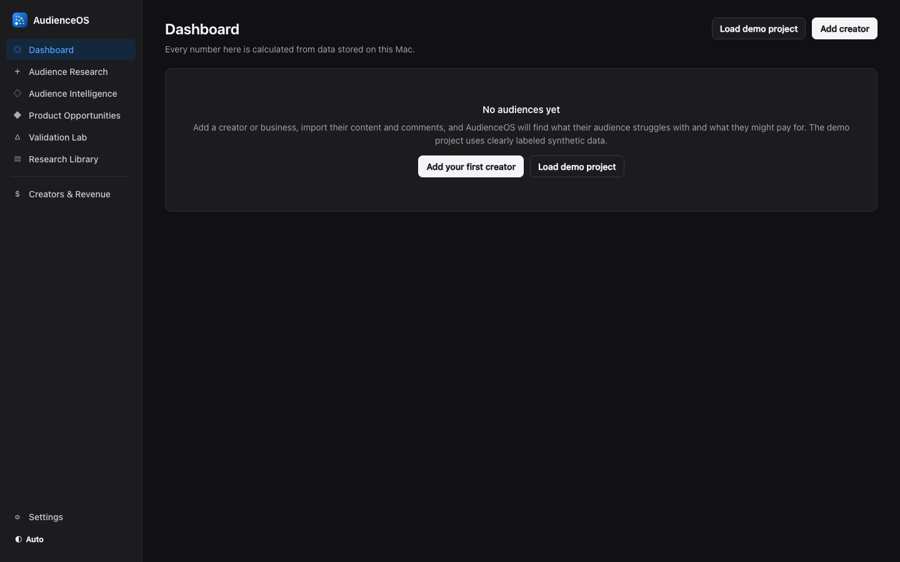 AudienceOS
Dashboard
Audience Research
Audience Intelligence
Product Opportunities
Validation Lab
Research Library
$ Creators & Revenue
Settings
Auto
Dashboard
Every number here is calculated from data stored on this Mac.
Load demo project
Add creator
No audiences yet
Add a creator or business, import their content and comments, and AudienceOS will find what their audience struggles with and what they might pay for. The demo
project uses clearly labeled synthetic data.
Add your first creator
Load demo project